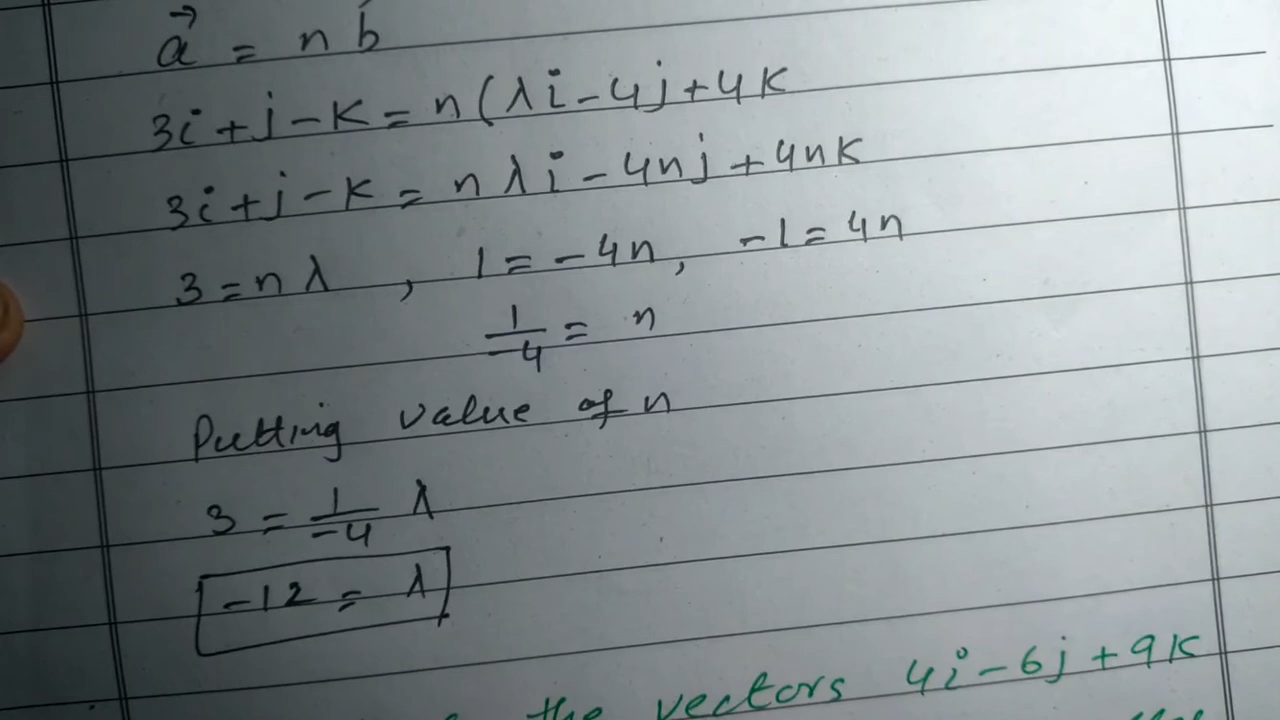 a⃗ = n b
3i + j - k = n(λi - 4j + 4k
3i + j - k = nλi - 4nj + 4nk
3 = nλ , 1 = -4n, -1 = 4n
1/-4 = n
Putting value of n
3 = 1/-4 λ
-12 = λ
the vectors 4i - 6j + 9k